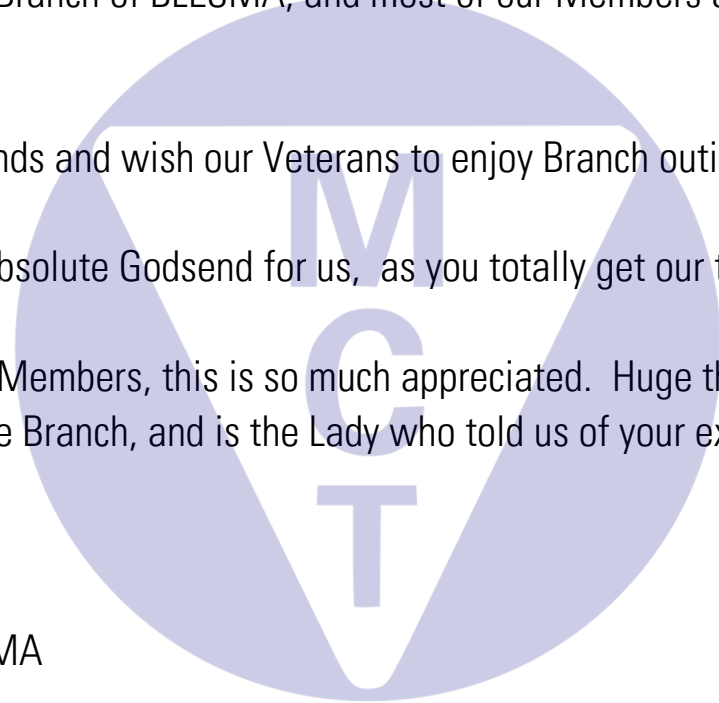 Branch of BLESMA, and most of our Members
nds and wish our Veterans to enjoy Branch outi
bsolute Godsend for us, as you totally get our t
Members, this is so much appreciated. Huge th
e Branch, and is the Lady who told us of your ex
MA
M
C
T